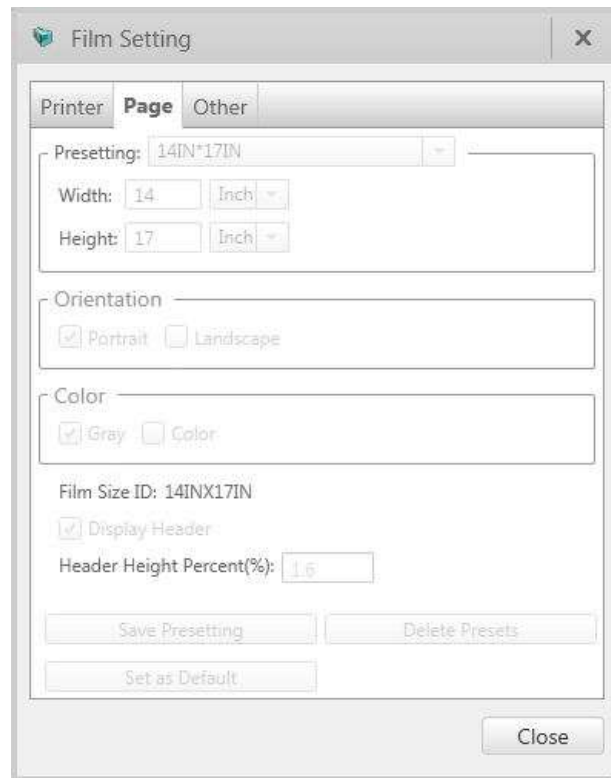 Film Setting
Printer Page Other
Presetting: 14IN*17IN
Width: 14 Inch
Height: 17 Inch
Orientation
Portrait Landscape
Color
Gray Color
Film Size ID: 14INX17IN
Display Header
Header Height Percent(%): 1.6
Save Presetting Delete Presets
Set as Default
Close